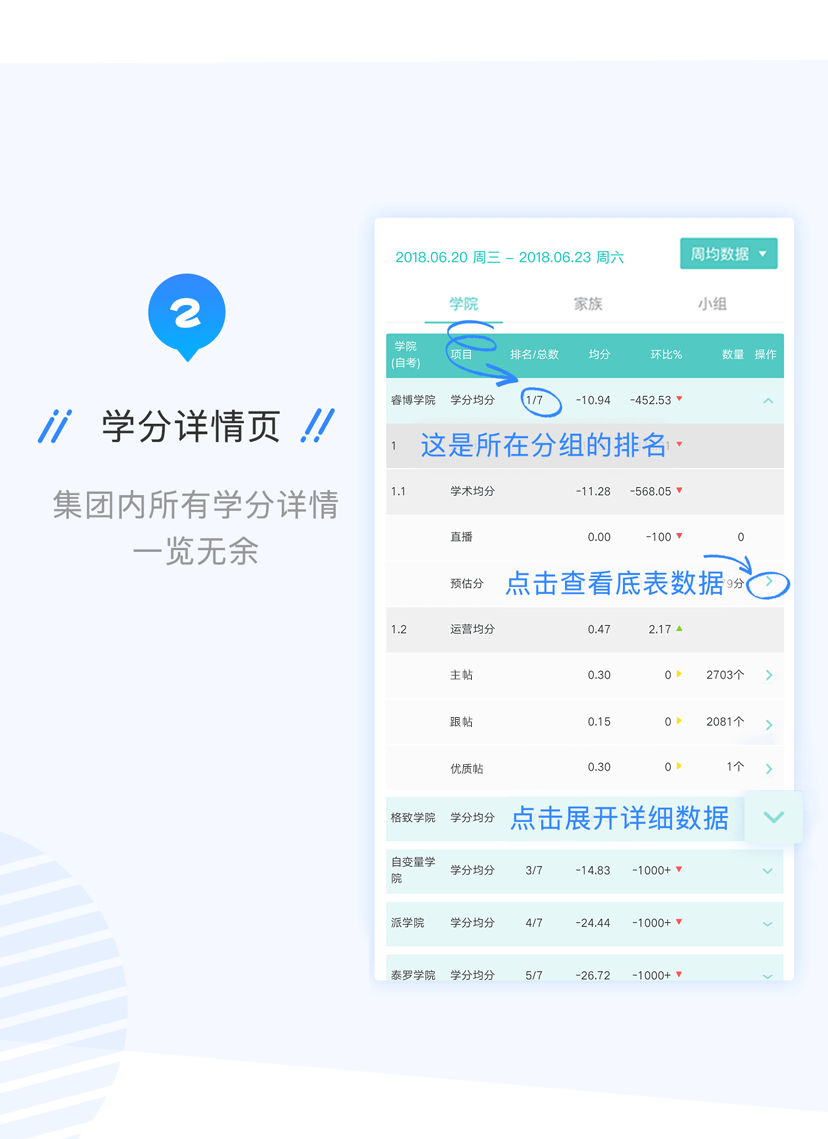 2
学分详情页
集团内所有学分详情
一览无余
2018.06.20 周三 - 2018.06.23 周六
周均数据
学院 家族 小组
学院(自考) 项目 排名/总数 均分 环比% 数量 操作
睿博学院 学分均分 1/7 -10.94 -452.53
1 这是所在分组的排名
1.1 学术均分 -11.28 -568.05
直播 0.00 -100 0
预估分 点击查看底表数据 9分
1.2 运营均分 0.47 2.17
主帖 0.30 0 2703个
跟帖 0.15 0 2081个
优质帖 0.30 0 1个
格致学院 学分均分 点击展开详细数据
自变量学院 学分均分 3/7 -14.83 -1000+
派学院 学分均分 4/7 -24.44 -1000+
泰罗学院 学分均分 5/7 -26.72 -1000+